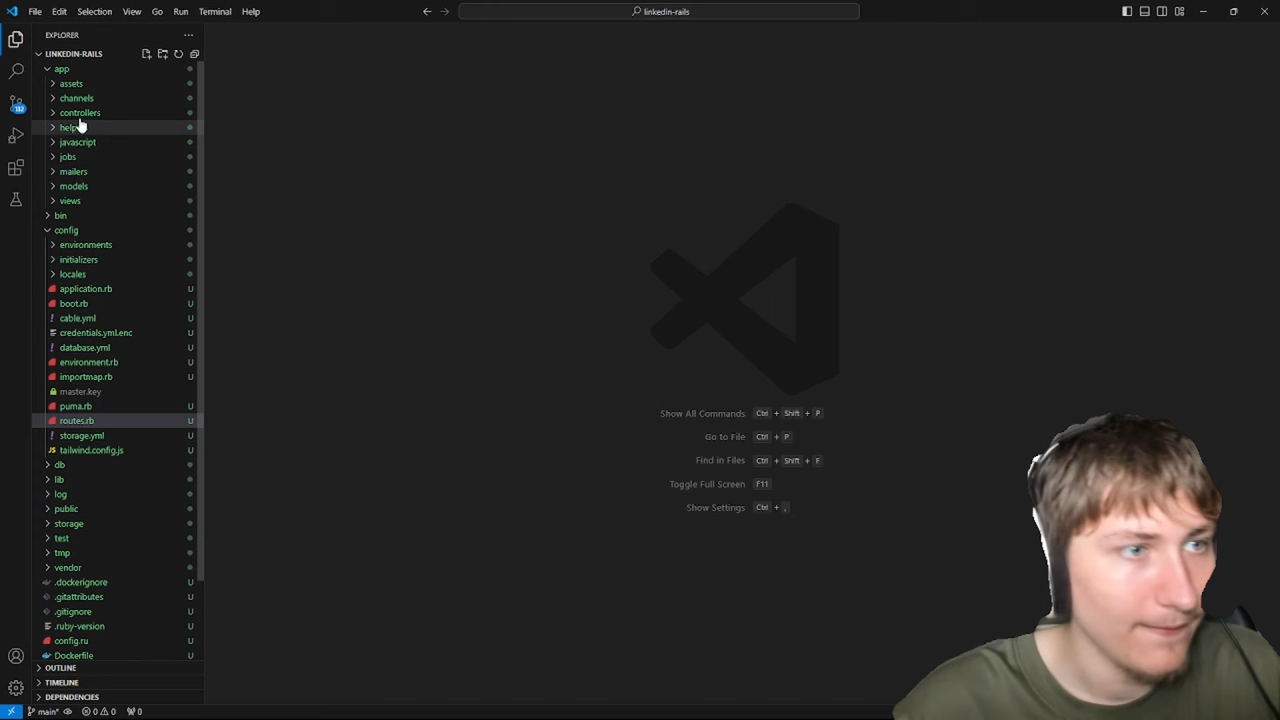 File Edit Selection View Go Run Terminal Help
linkedin-rails
EXPLORER
LINKEDIN-RAILS
app
assets
channels
controllers
javascript
jobs
mailers
models
views
bin
config
environments
initializers
locales
application.rb U
boot.rb U
cable.yml U
credentials.yml.enc U
database.yml U
environment.rb U
importmap.rb U
master.key
puma.rb U
routes.rb U
storage.yml U
JS tailwind.config.js U
db
lib
log
public
storage
test
tmp
vendor
.dockerignore U
.gitattributes U
.gitignore U
.ruby-version U
config.ru U
Dockerfile U
OUTLINE
TIMELINE
DEPENDENCIES
main* 0 0 0
Show All Commands Ctrl + Shift + P
Go to File Ctrl + P
Find in Files Ctrl + Shift + F
Toggle Full Screen F11
Show Settings Ctrl + ,